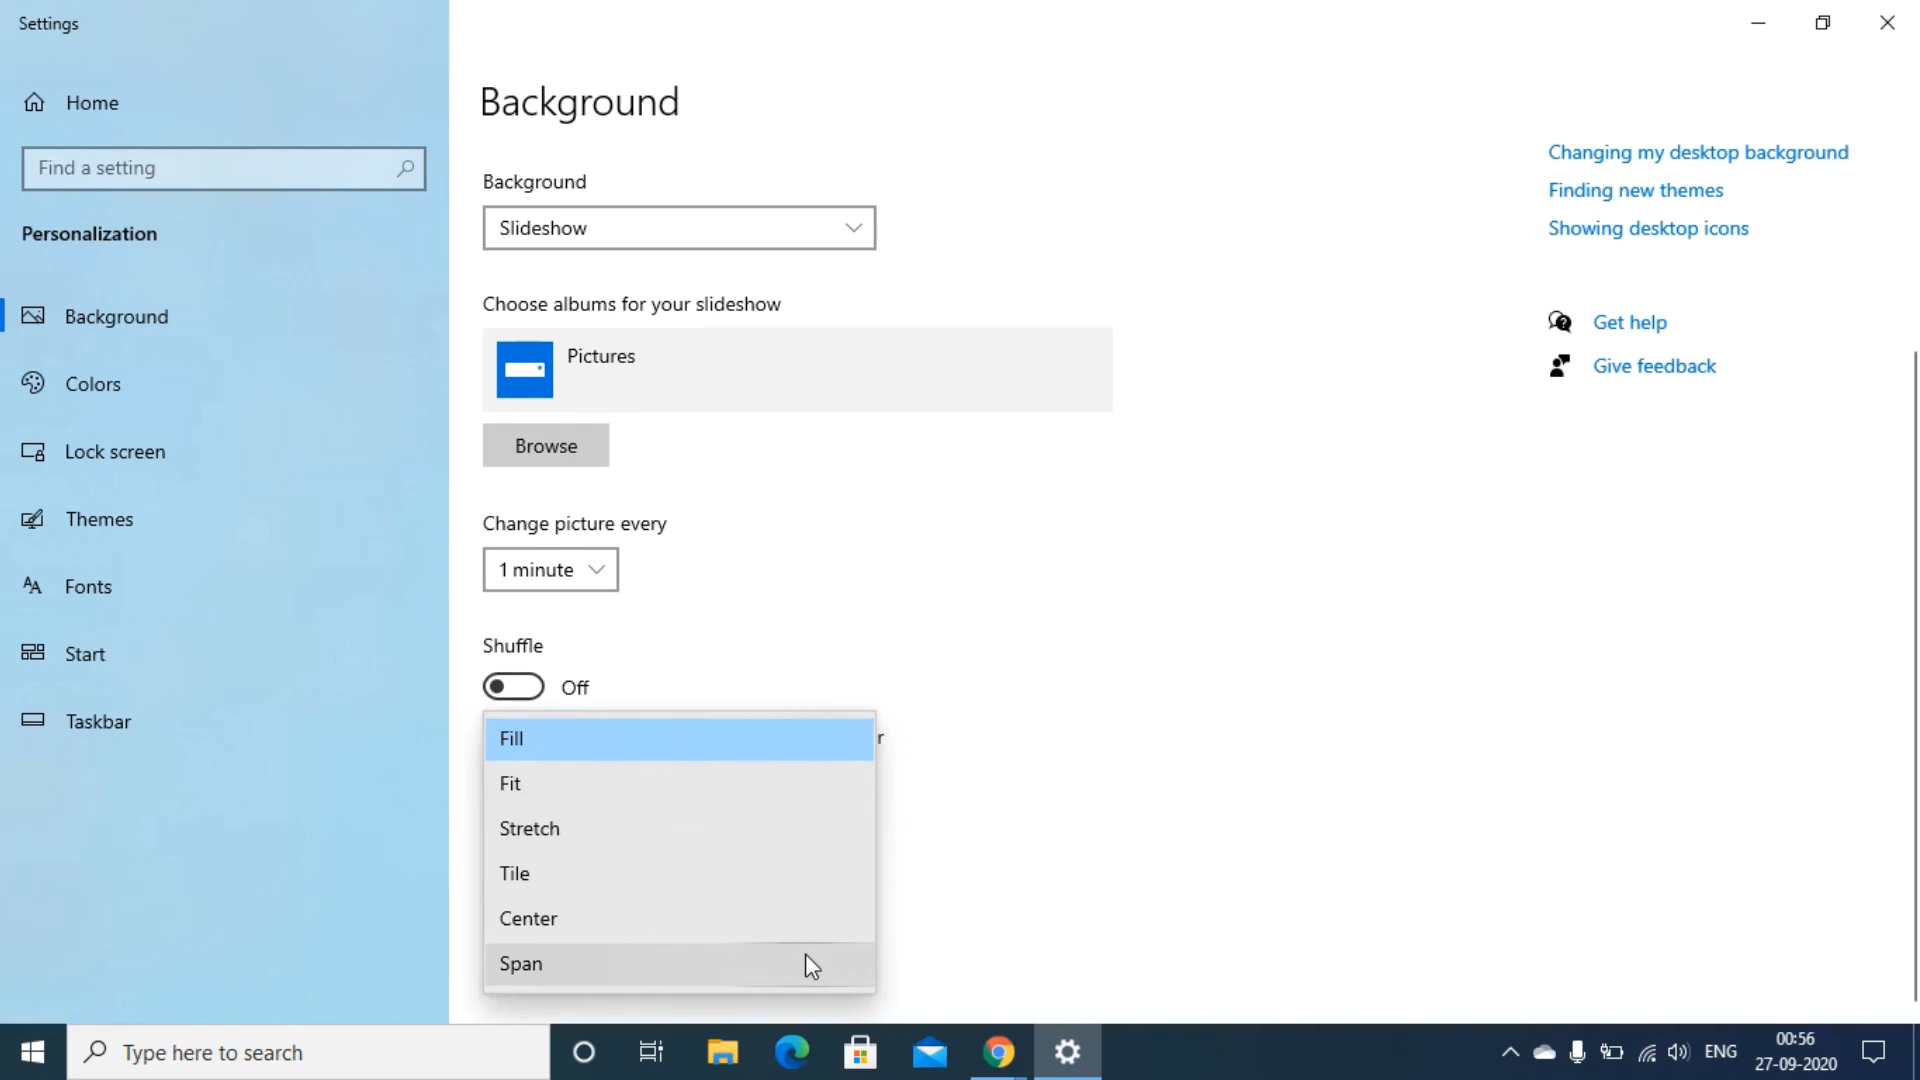 Settings
Home
Find a setting
Personalization
Background
Colors
Lock screen
Themes
Fonts
Start
Taskbar
Background
Background
Slideshow
Choose albums for your slideshow
Pictures
Browse
Change picture every
1 minute
Shuffle
Off
r
Fill
Fit
Stretch
Tile
Center
Span
Changing my desktop background
Finding new themes
Showing desktop icons
Get help
Give feedback
Type here to search
ENG
00:56
27-09-2020